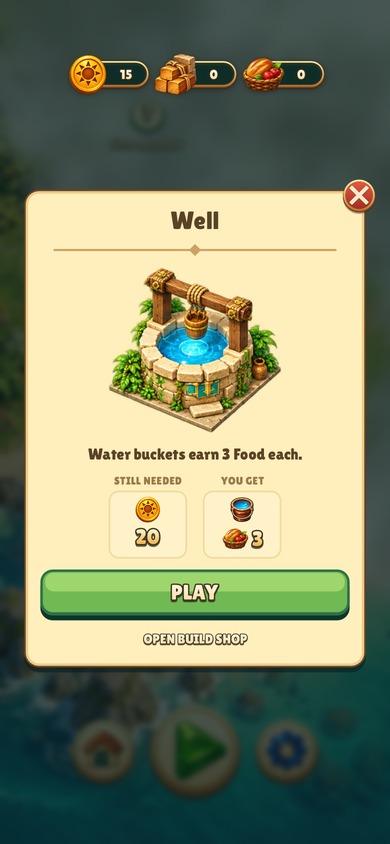 15
0
0
Well
Water buckets earn 3 Food each.
STILL NEEDED
YOU GET
20
3
PLAY
OPEN BUILD SHOP